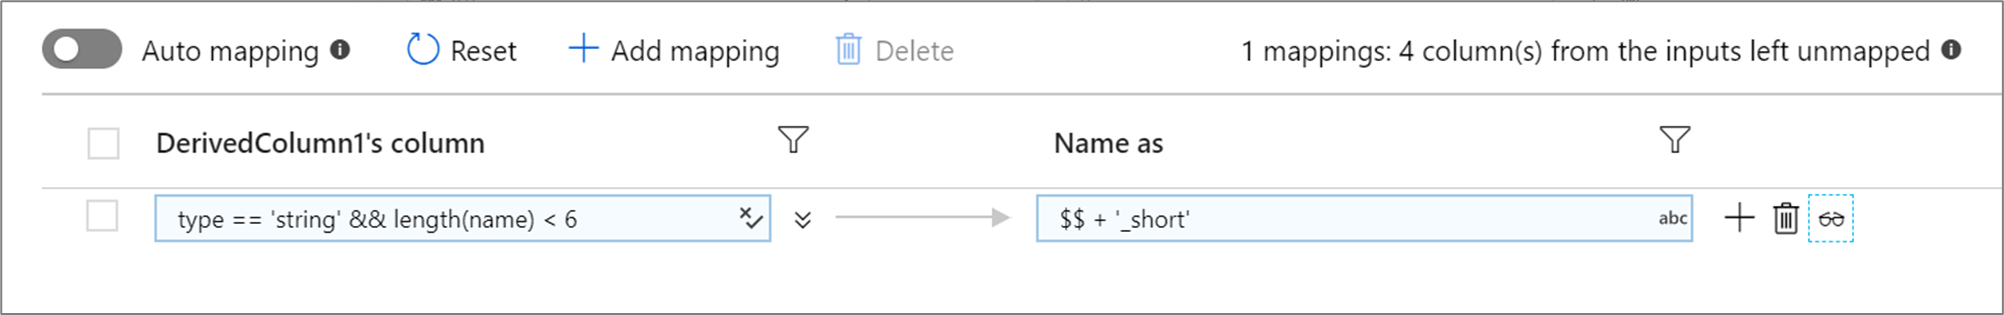 Auto mapping Reset Add mapping Delete 1 mappings: 4 column(s) from the inputs left unmapped
DerivedColumn1's column Name as
type == 'string' && length(name) < 6 $$ + '_short' abc